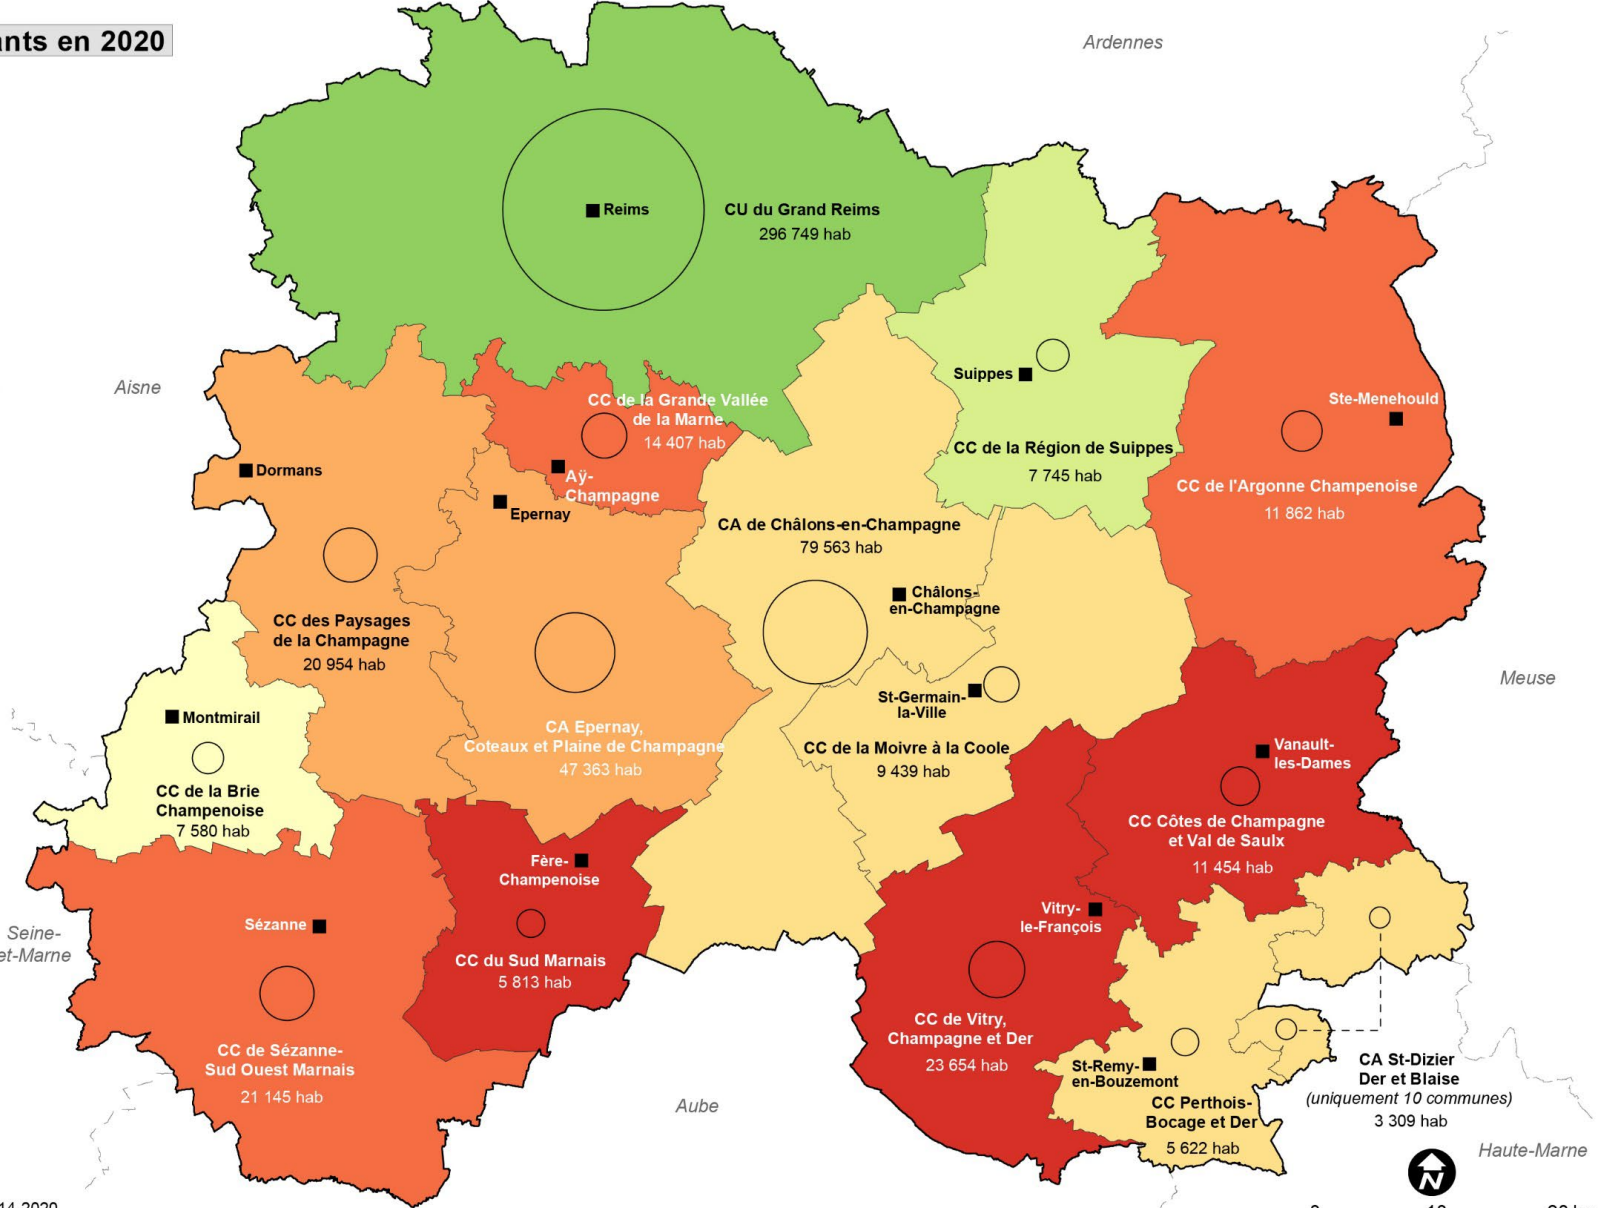 nts en 2020
Ardennes
Reims
CU du Grand Reims
296 749 hab
Aisne
Suippes
CC de la Région de Suippes
7 745 hab
Ste-Menehould
CC de l'Argonne Champenoise
11 862 hab
CC de la Grande Vallée
de la Marne
14 407 hab
Aÿ-
Champagne
Dormans
Epernay
CA de Châlons-en-Champagne
79 563 hab
Châlons-
en-Champagne
CC des Paysages
de la Champagne
20 954 hab
Meuse
St-Germain-
la-Ville
CC de la Moivre à la Coole
9 439 hab
Montmirail
CC de la Brie
Champenoise
7 580 hab
CA Epernay,
Coteaux et Plaine de Champagne
47 363 hab
Vanault-
les-Dames
CC Côtes de Champagne
et Val de Saulx
11 454 hab
Fère-
Champenoise
CC du Sud Marnais
5 813 hab
Seine-
et-Marne
Sézanne
CC de Sézanne-
Sud Ouest Marnais
21 145 hab
Vitry-
le-François
CC de Vitry,
Champagne et Der
23 654 hab
Aube
St-Remy-
en-Bouzemont
CC Perthois-
Bocage et Der
5 622 hab
CA St-Dizier
Der et Blaise
(uniquement 10 communes)
3 309 hab
Haute-Marne
N